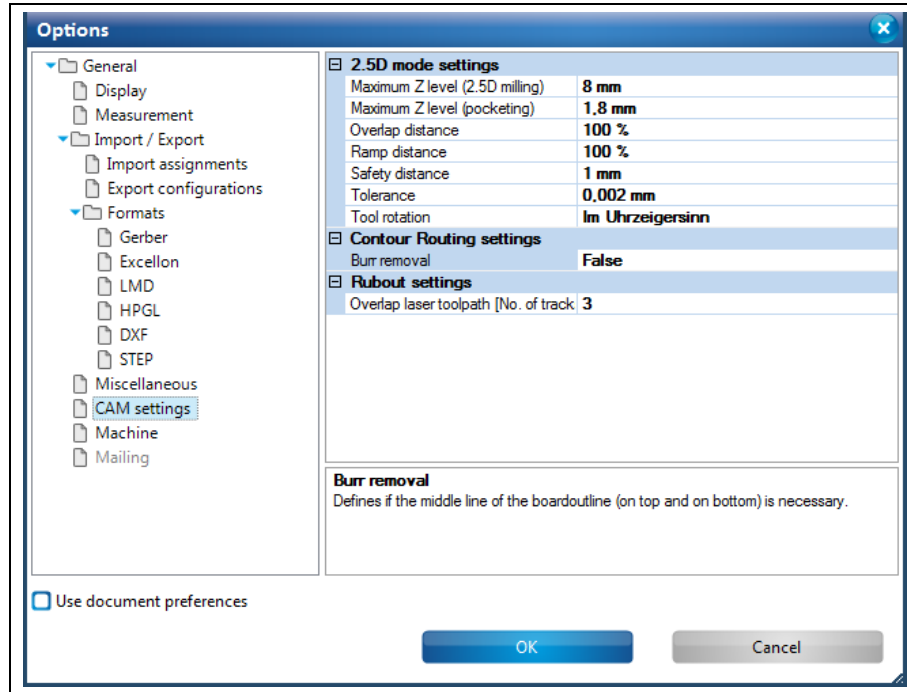 Options
General
Display
Measurement
Import / Export
Import assignments
Export configurations
Formats
Gerber
Excellon
LMD
HPGL
DXF
STEP
Miscellaneous
CAM settings
Machine
Mailing
2.5D mode settings
Maximum Z level (2.5D milling) 8 mm
Maximum Z level (pocketing) 1,8 mm
Overlap distance 100 %
Ramp distance 100 %
Safety distance 1 mm
Tolerance 0,002 mm
Tool rotation Im Uhrzeigersinn
Contour Routing settings
Burr removal False
Rubout settings
Overlap laser toolpath [No. of track 3
Burr removal
Defines if the middle line of the boardoutline (on top and on bottom) is necessary.
Use document preferences
OK Cancel